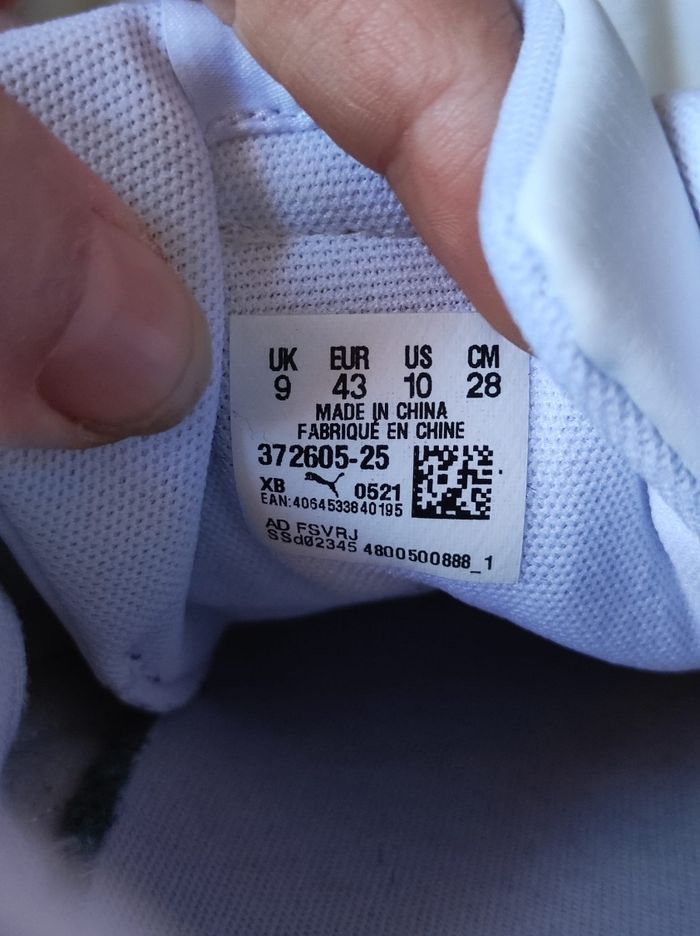 UK EUR US CM
9 43 10 28
MADE IN CHINA
FABRIQUÉ EN CHINE
372605-25
XB 0521
EAN:4064533840195
AD FSVRJ
SSd02345 4800500888_1